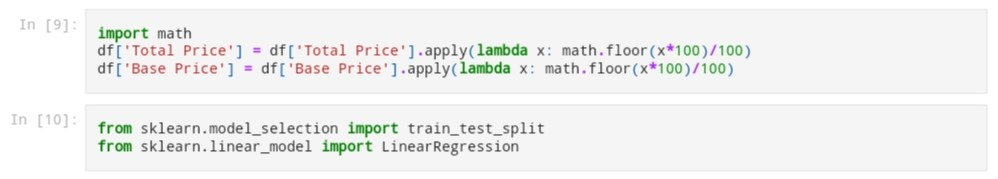 In [9]:
import math
df['Total Price'] = df['Total Price'].apply(lambda x: math.floor(x*100)/100)
df['Base Price'] = df['Base Price'].apply(lambda x: math.floor(x*100)/100)
In [10]:
from sklearn.model_selection import train_test_split
from sklearn.linear_model import LinearRegression